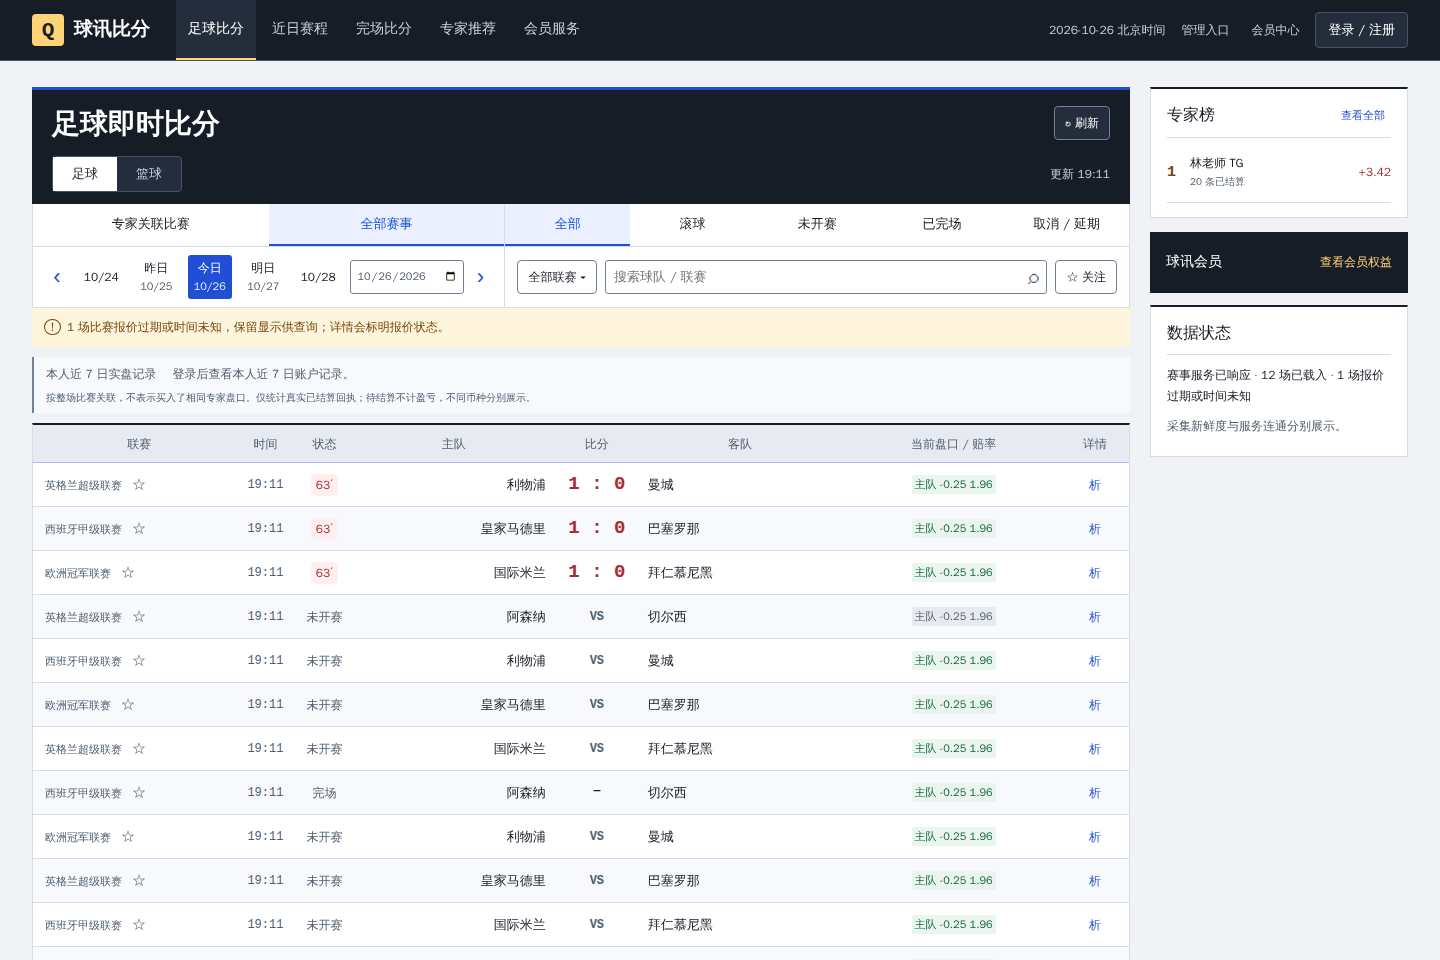 Q 球讯比分 足球比分 近日赛程 完场比分 专家推荐 会员服务 2026-10-26 北京时间 管理入口 会员中心 登录 / 注册
足球即时比分
↻ 刷新
足球 篮球 更新 19:11
专家关联比赛 全部赛事 全部 滚球 未开赛 已完场 取消 / 延期
‹ 10/24 昨日 10/25 今日 10/26 明日 10/27 10/28 10/26/2026 › 全部联赛 搜索球队 / 联赛 ☆ 关注
! 1 场比赛报价过期或时间未知，保留显示供查询；详情会标明报价状态。
本人近 7 日实盘记录 登录后查看本人近 7 日账户记录。
按整场比赛关联，不表示买入了相同专家盘口。仅统计真实已结算回执；待结算不计盈亏，不同币种分别展示。
联赛 时间 状态 主队 比分 客队 当前盘口 / 赔率 详情
英格兰超级联赛 ☆ 19:11 63′ 利物浦 1 : 0 曼城 主队 -0.25 1.96 析
西班牙甲级联赛 ☆ 19:11 63′ 皇家马德里 1 : 0 巴塞罗那 主队 -0.25 1.96 析
欧洲冠军联赛 ☆ 19:11 63′ 国际米兰 1 : 0 拜仁慕尼黑 主队 -0.25 1.96 析
英格兰超级联赛 ☆ 19:11 未开赛 阿森纳 VS 切尔西 主队 -0.25 1.96 析
西班牙甲级联赛 ☆ 19:11 未开赛 利物浦 VS 曼城 主队 -0.25 1.96 析
欧洲冠军联赛 ☆ 19:11 未开赛 皇家马德里 VS 巴塞罗那 主队 -0.25 1.96 析
英格兰超级联赛 ☆ 19:11 未开赛 国际米兰 VS 拜仁慕尼黑 主队 -0.25 1.96 析
西班牙甲级联赛 ☆ 19:11 完场 阿森纳 – 切尔西 主队 -0.25 1.96 析
欧洲冠军联赛 ☆ 19:11 未开赛 利物浦 VS 曼城 主队 -0.25 1.96 析
英格兰超级联赛 ☆ 19:11 未开赛 皇家马德里 VS 巴塞罗那 主队 -0.25 1.96 析
西班牙甲级联赛 ☆ 19:11 未开赛 国际米兰 VS 拜仁慕尼黑 主队 -0.25 1.96 析
专家榜 查看全部
1 林老师 TG +3.42
20 条已结算
球讯会员 查看会员权益
数据状态
赛事服务已响应 · 12 场已载入 · 1 场报价
过期或时间未知
采集新鲜度与服务连通分别展示。